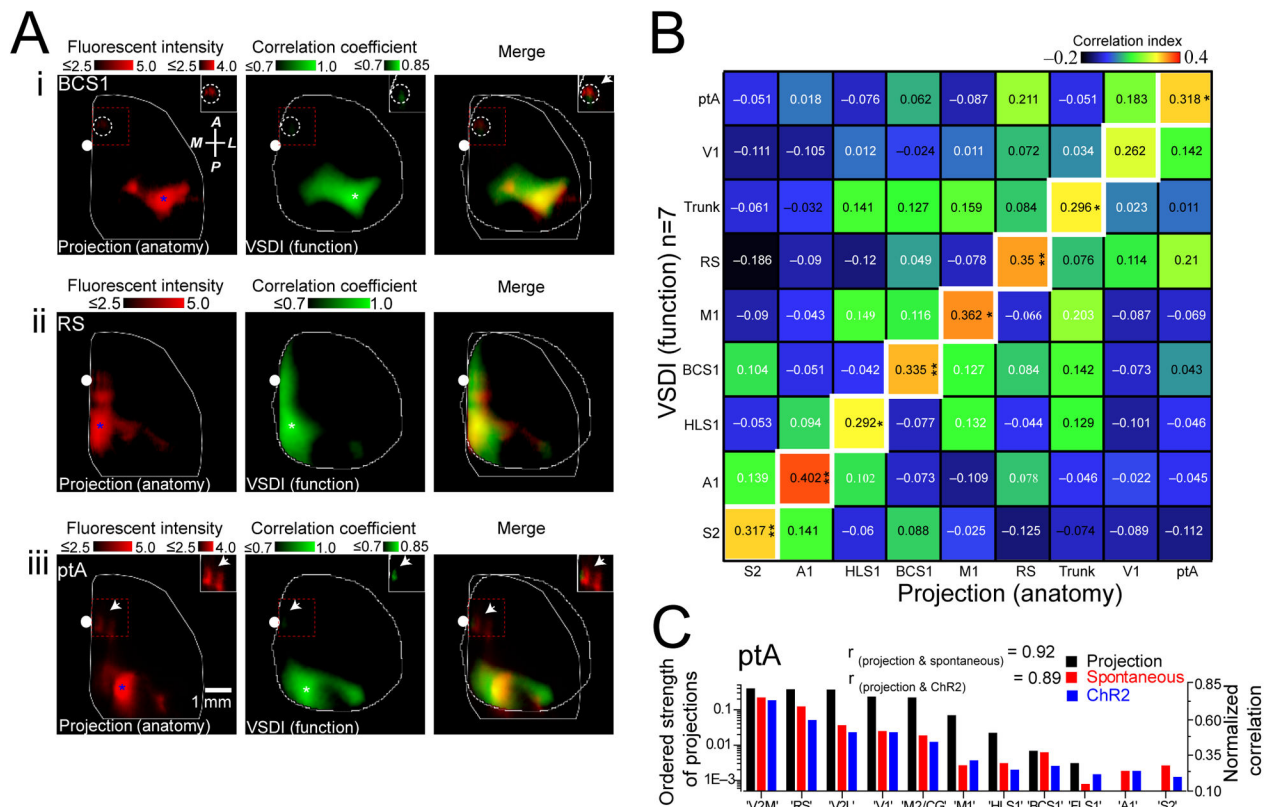 A
Fluorescent intensity
Correlation coefficient
Merge
≤2.5 5.0 ≤2.5 4.0
≤0.7 1.0 ≤0.7 0.85
i
BCS1
A
M L
P
*
*
Projection (anatomy)
VSDI (function)
Fluorescent intensity
Correlation coefficient
Merge
≤2.5 5.0
≤0.7 1.0
ii
RS
*
*
Projection (anatomy)
VSDI (function)
Fluorescent intensity
Correlation coefficient
Merge
≤2.5 5.0 ≤2.5 4.0
≤0.7 1.0 ≤0.7 0.85
iii
ptA
*
*
1 mm
Projection (anatomy)
VSDI (function)
B
Correlation index
−0.2 0.4
VSDI (function) n=7
ptA −0.051 0.018 −0.076 0.062 −0.087 0.211 −0.051 0.183 0.318 *
V1 −0.111 −0.105 0.012 −0.024 0.011 0.072 0.034 0.262 0.142
Trunk −0.061 −0.032 0.141 0.127 0.159 0.084 0.296 * 0.023 0.011
RS −0.186 −0.09 −0.12 0.049 −0.078 0.35 ** 0.076 0.114 0.21
M1 −0.09 −0.043 0.149 0.116 0.362 * −0.066 0.203 −0.087 −0.069
BCS1 0.104 −0.051 −0.042 0.335 ** 0.127 0.084 0.142 −0.073 0.043
HLS1 −0.053 0.094 0.292 * −0.077 0.132 −0.044 0.129 −0.101 −0.046
A1 0.139 0.402 ** 0.102 −0.073 −0.109 0.078 −0.046 −0.022 −0.045
S2 0.317 ** 0.141 −0.06 0.088 −0.025 −0.125 −0.074 −0.089 −0.112
S2 A1 HLS1 BCS1 M1 RS Trunk V1 ptA
Projection (anatomy)
C
ptA
r (projection & spontaneous) = 0.92
r (projection & ChR2) = 0.89
Projection
Spontaneous
ChR2
Ordered strength
of projections
0.1
0.01
1E−3
Normalized
correlation
0.85
0.60
0.35
0.10
'V2M' 'RS' 'V2L' 'V1' 'M2/CG' 'M1' 'HLS1' 'BCS1' 'FLS1' 'A1' 'S2'